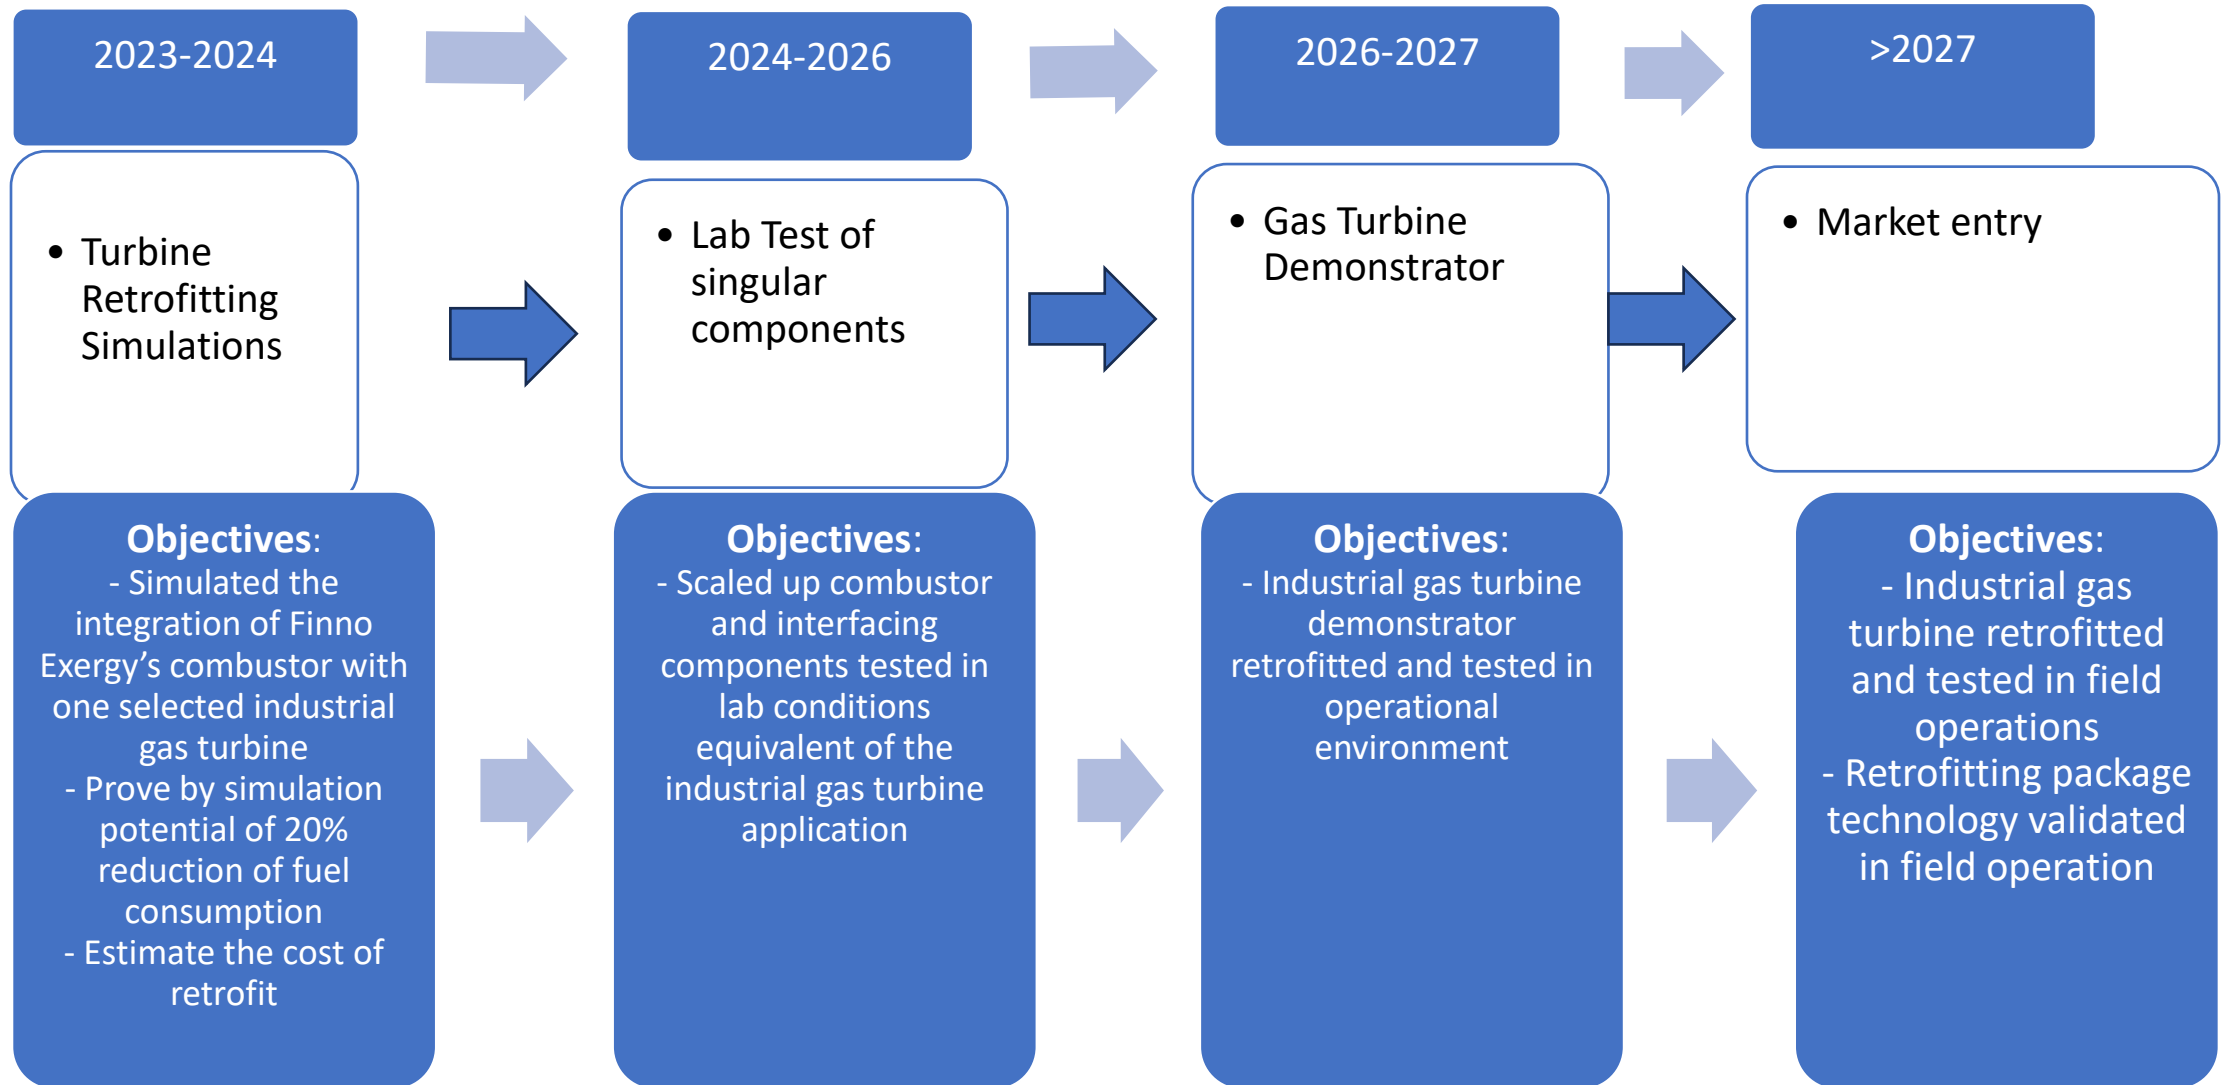 2023-2024
2024-2026
2026-2027
>2027
• Turbine
Retrofitting
Simulations
• Lab Test of
singular
components
• Gas Turbine
Demonstrator
• Market entry
Objectives:
- Simulated the
integration of Finno
Exergy’s combustor with
one selected industrial
gas turbine
- Prove by simulation
potential of 20%
reduction of fuel
consumption
- Estimate the cost of
retrofit
Objectives:
- Scaled up combustor
and interfacing
components tested in
lab conditions
equivalent of the
industrial gas turbine
application
Objectives:
- Industrial gas turbine
demonstrator
retrofitted and tested in
operational
environment
Objectives:
- Industrial gas
turbine retrofitted
and tested in field
operations
- Retrofitting package
technology validated
in field operation